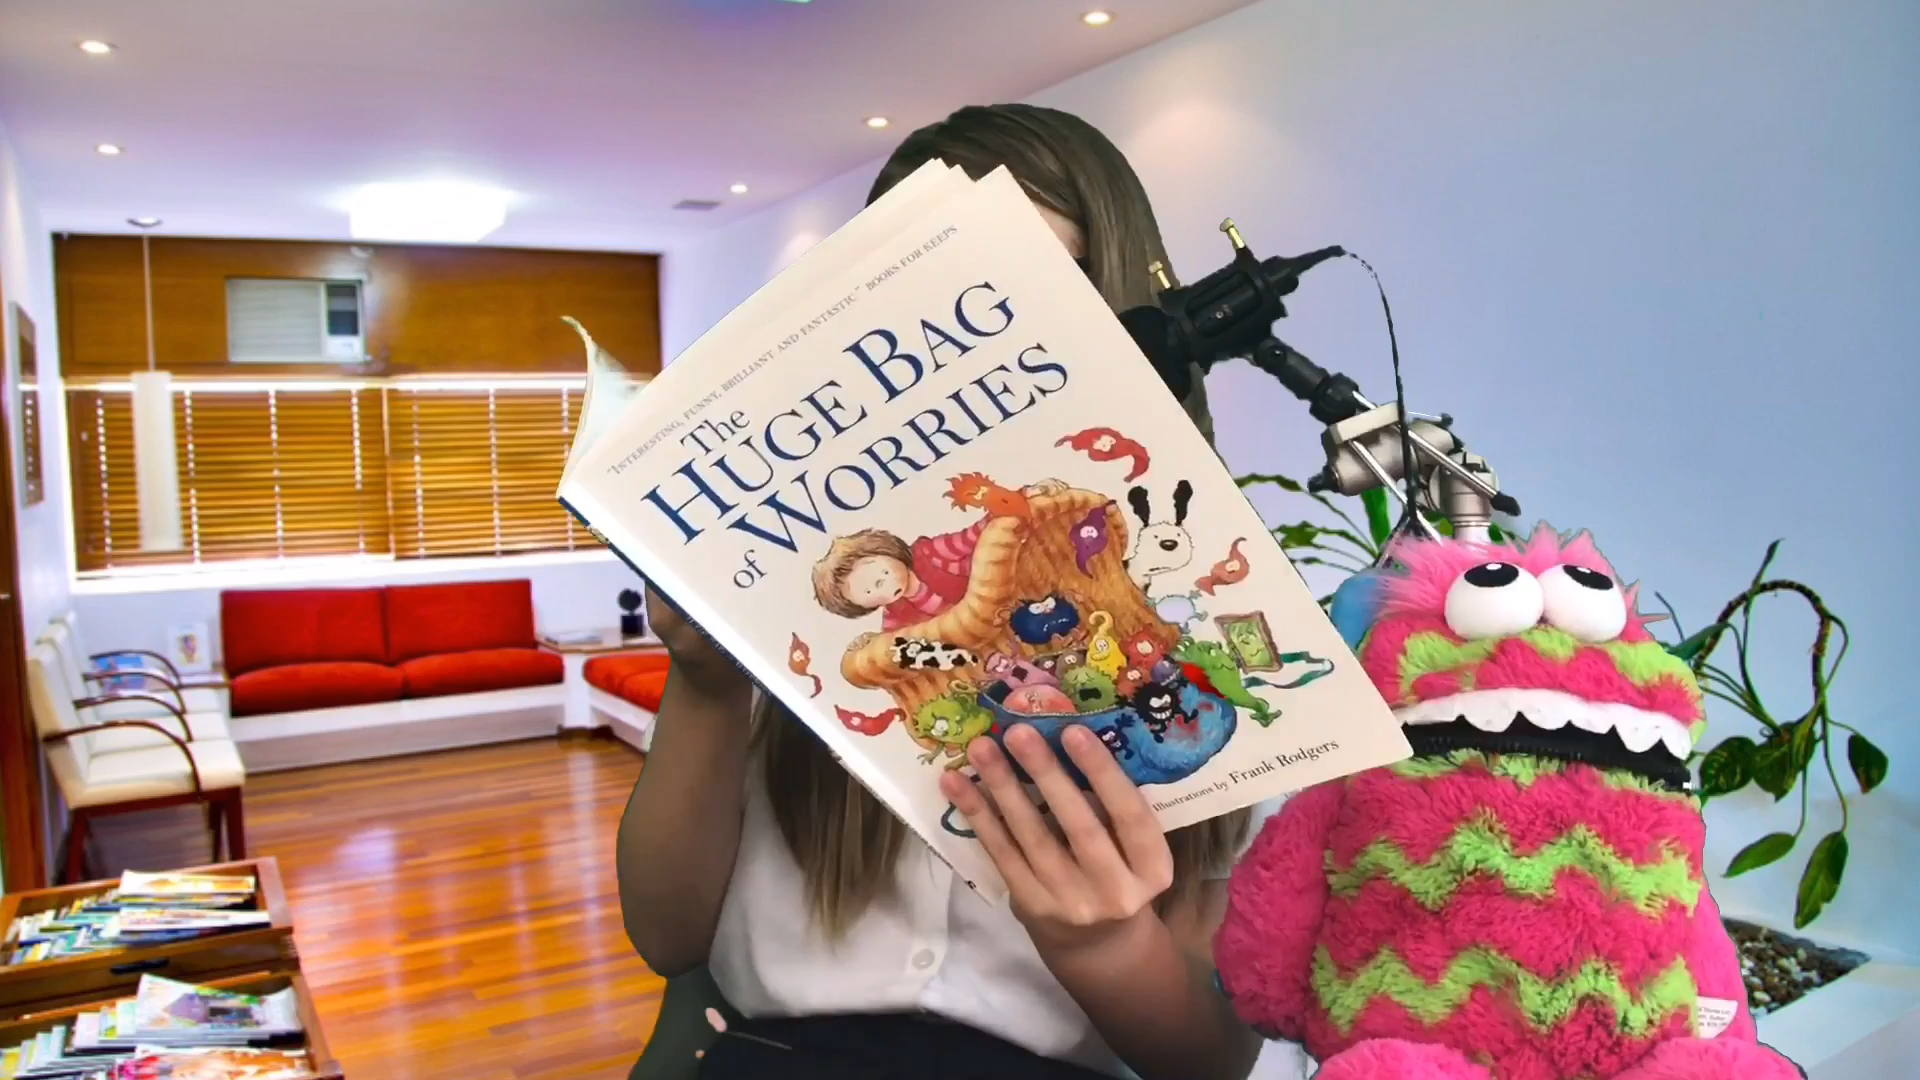 "INTERESTING, FUNNY, BRILLIANT AND FANTASTIC" BOOKS FOR KEEPS
The
HUGE BAG
of WORRIES
Illustrations by Frank Rodgers